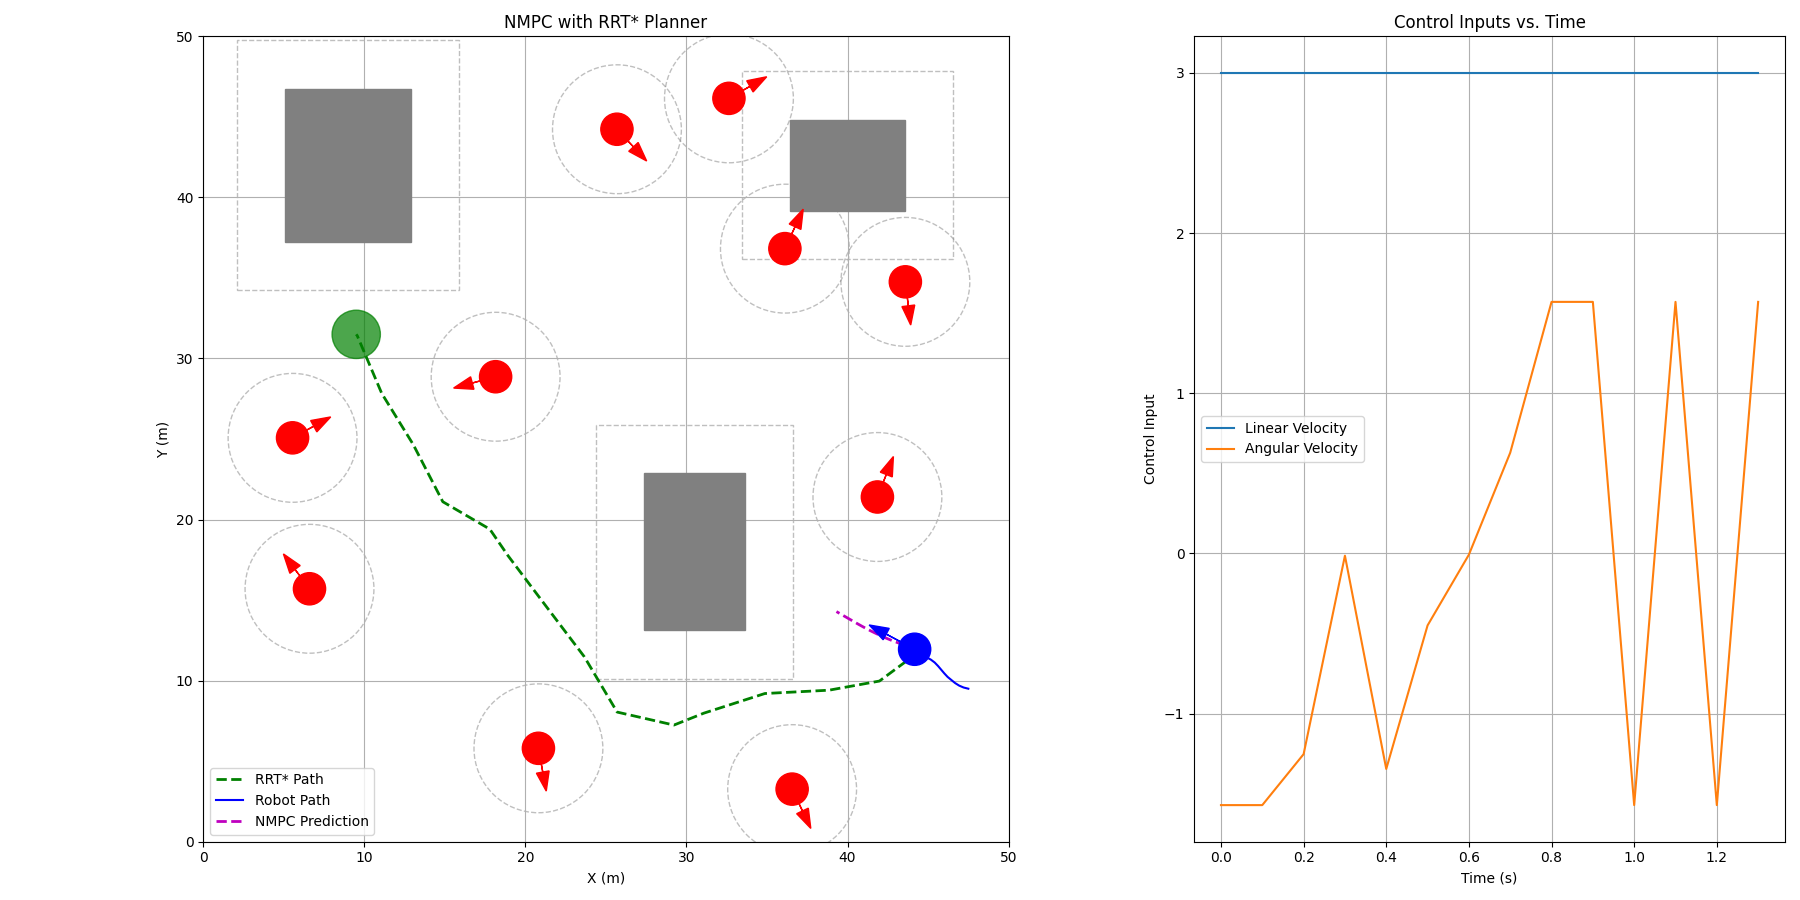 NMPC with RRT* Planner
50
40
30
20
10
0
Y (m)
RRT* Path
Robot Path
NMPC Prediction
0 10 20 30 40 50
X (m)
Control Inputs vs. Time
3
2
1
0
−1
Control Input
Linear Velocity
Angular Velocity
0.0 0.2 0.4 0.6 0.8 1.0 1.2
Time (s)